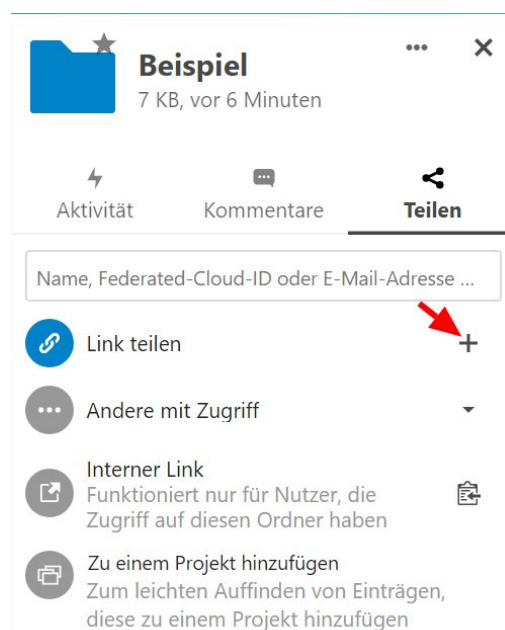 Beispiel
7 KB, vor 6 Minuten
Aktivität
Kommentare
Teilen
Name, Federated-Cloud-ID oder E-Mail-Adresse ...
Link teilen
Andere mit Zugriff
Interner Link
Funktioniert nur für Nutzer, die
Zugriff auf diesen Ordner haben
Zu einem Projekt hinzufügen
Zum leichten Auffinden von Einträgen,
diese zu einem Projekt hinzufügen